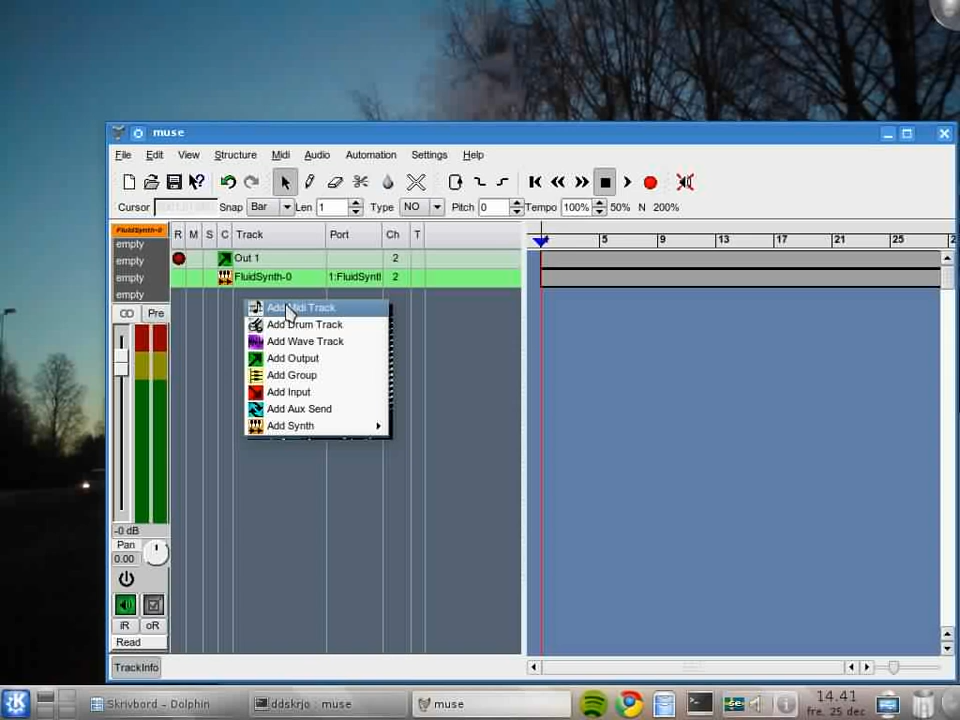 muse
File Edit View Structure Midi Audio Automation Settings Help
Cursor Snap Bar Len 1 Type NO Pitch 0 Tempo 100% 50% N 200%
FluidSynth-0
R M S C Track Port Ch T
5 9 13 17 21 25
empty
empty
empty
empty
Out 1 2
FluidSynth-0 1:FluidSyntl 2
Pre
Add Midi Track
Add Drum Track
Add Wave Track
Add Output
Add Group
Add Input
Add Aux Send
Add Synth
-0 dB
Pan
0.00
iR oR
Read
TrackInfo
Skrivbord - Dolphin
ddskrjo : muse
muse
14.41
fre. 25 dec